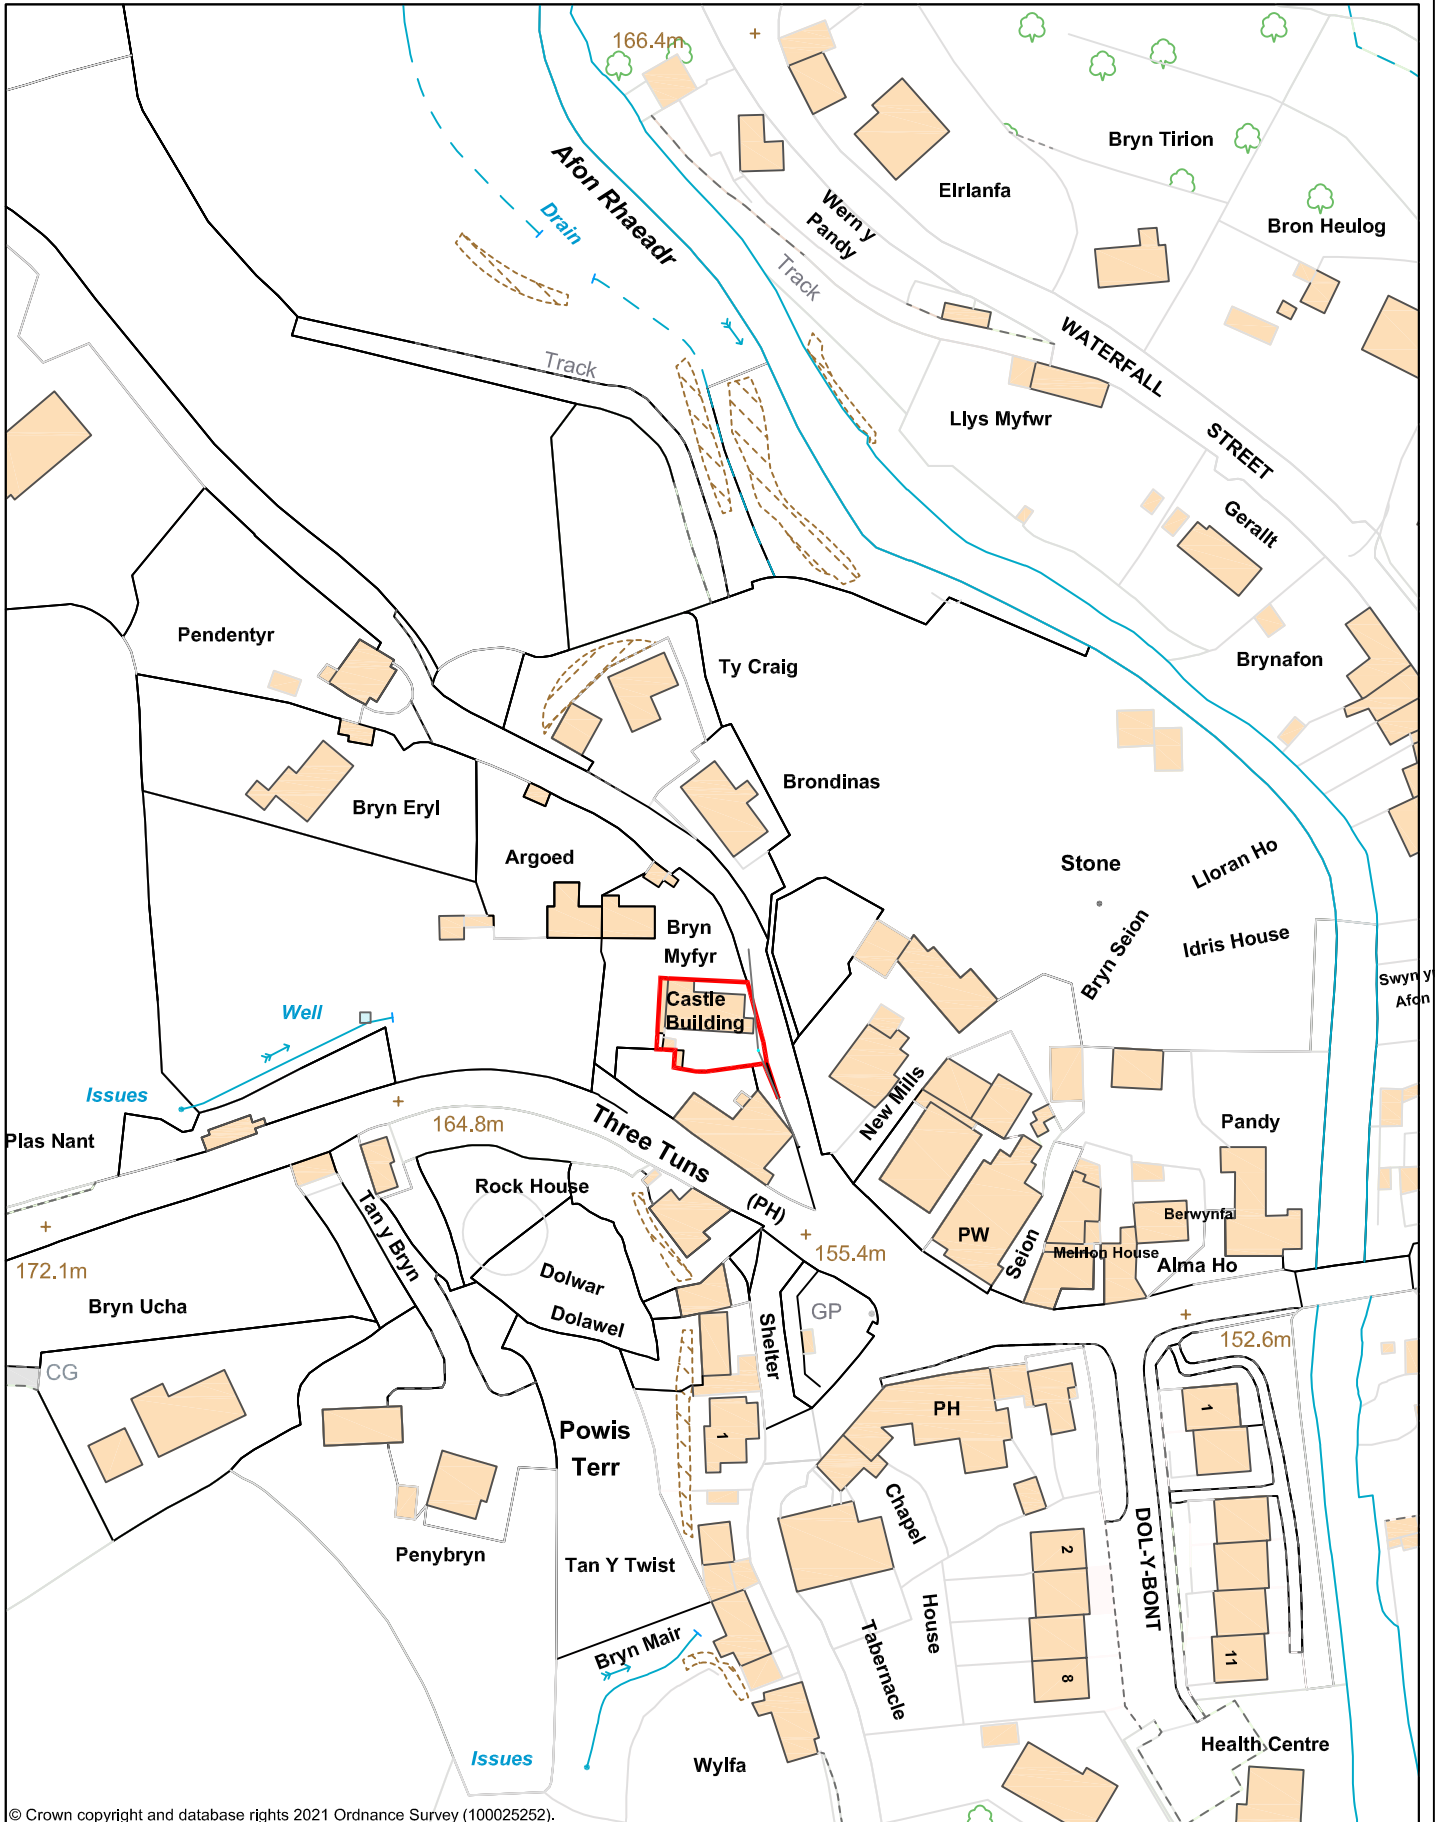 166.4m
Bryn Tirion
Afon Rhaeadr
Elrlanfa
Drain
Wern y
Pandy
Bron Heulog
Track
WATERFALL
Track
Llys Myfwr
STREET
Gerallt
Pendentyr
Ty Craig
Brynafon
Brondinas
Bryn Eryl
Argoed
Stone
Lloran Ho
Bryn
Myfyr
Bryn Seion
Idris House
Castle
Building
Swyn yr
Afon
Well
Issues
New Mills
Plas Nant
164.8m
Three Tuns
(PH)
Pandy
Rock House
Tan y Bryn
Berwynfa
PW
Seion
MeIrIon House
Alma Ho
155.4m
172.1m
Dolwar
Dolawel
Bryn Ucha
Shelter
GP
152.6m
CG
PH
1
1
Powis
Terr
Chapel
House
Tabernacle
DOL-Y-BONT
2
8
11
Penybryn
Tan Y Twist
Bryn Mair
Issues
Wylfa
Health Centre
© Crown copyright and database rights 2021 Ordnance Survey (100025252).